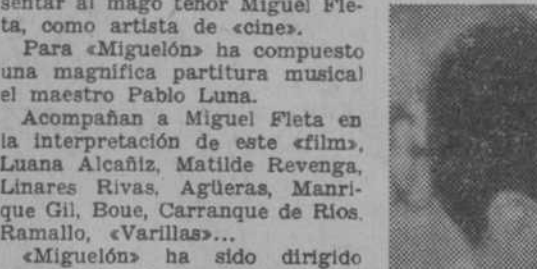 sentar al mago tenor Miguel Fle-
ta, como artista de «cine».
Para «Miguelón» ha compuesto
una magnífica partitura musical
el maestro Pablo Luna.
Acompañan a Miguel Fleta en
la interpretación de este «film»,
Luana Alcañiz, Matilde Revenga,
Linares Rivas, Agüeras, Manri-
que Gil, Boue, Carranque de Ríos,
Ramallo, «Varillas»...
«Miguelón» ha sido dirigido